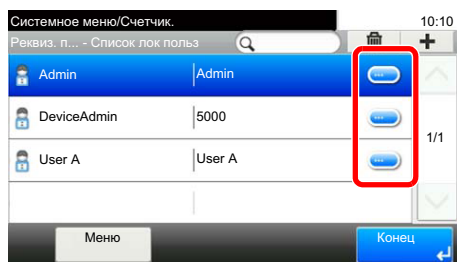 Системное меню/Счетчик. 10:10
Реквиз. п... - Список лок польз
Admin Admin
DeviceAdmin 5000
1/1
User A User A
Меню Конец